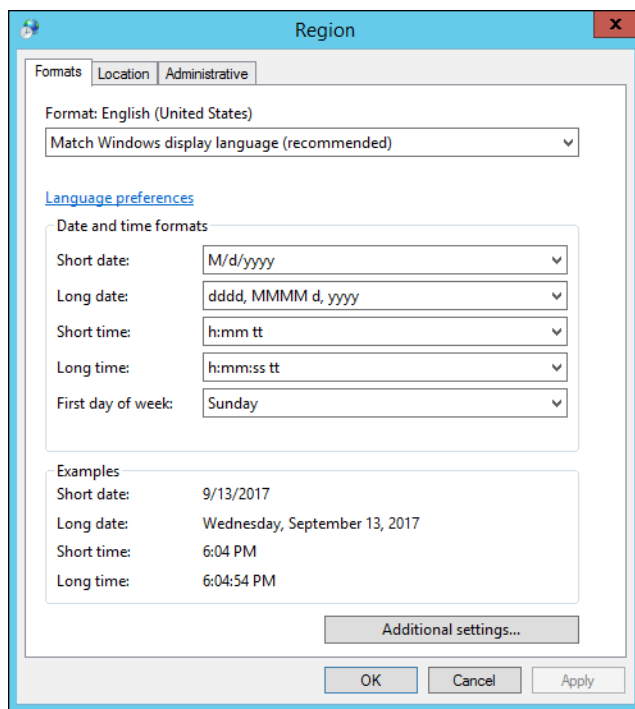 Region
x
Formats Location Administrative
Format: English (United States)
Match Windows display language (recommended)
Language preferences
Date and time formats
Short date: M/d/yyyy
Long date: dddd, MMMM d, yyyy
Short time: h:mm tt
Long time: h:mm:ss tt
First day of week: Sunday
Examples
Short date: 9/13/2017
Long date: Wednesday, September 13, 2017
Short time: 6:04 PM
Long time: 6:04:54 PM
Additional settings...
OK Cancel Apply